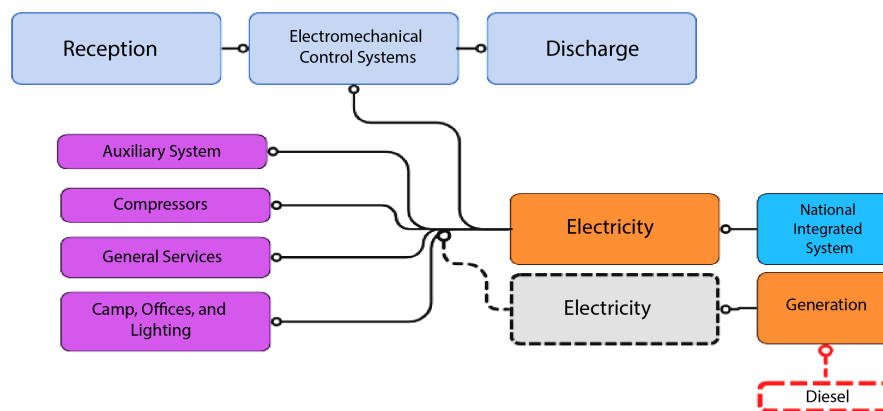 Reception
Electromechanical
Control Systems
Discharge
Auxiliary System
Compressors
General Services
Camp, Offices, and
Lighting
Electricity
National
Integrated
System
Electricity
Generation
Diesel